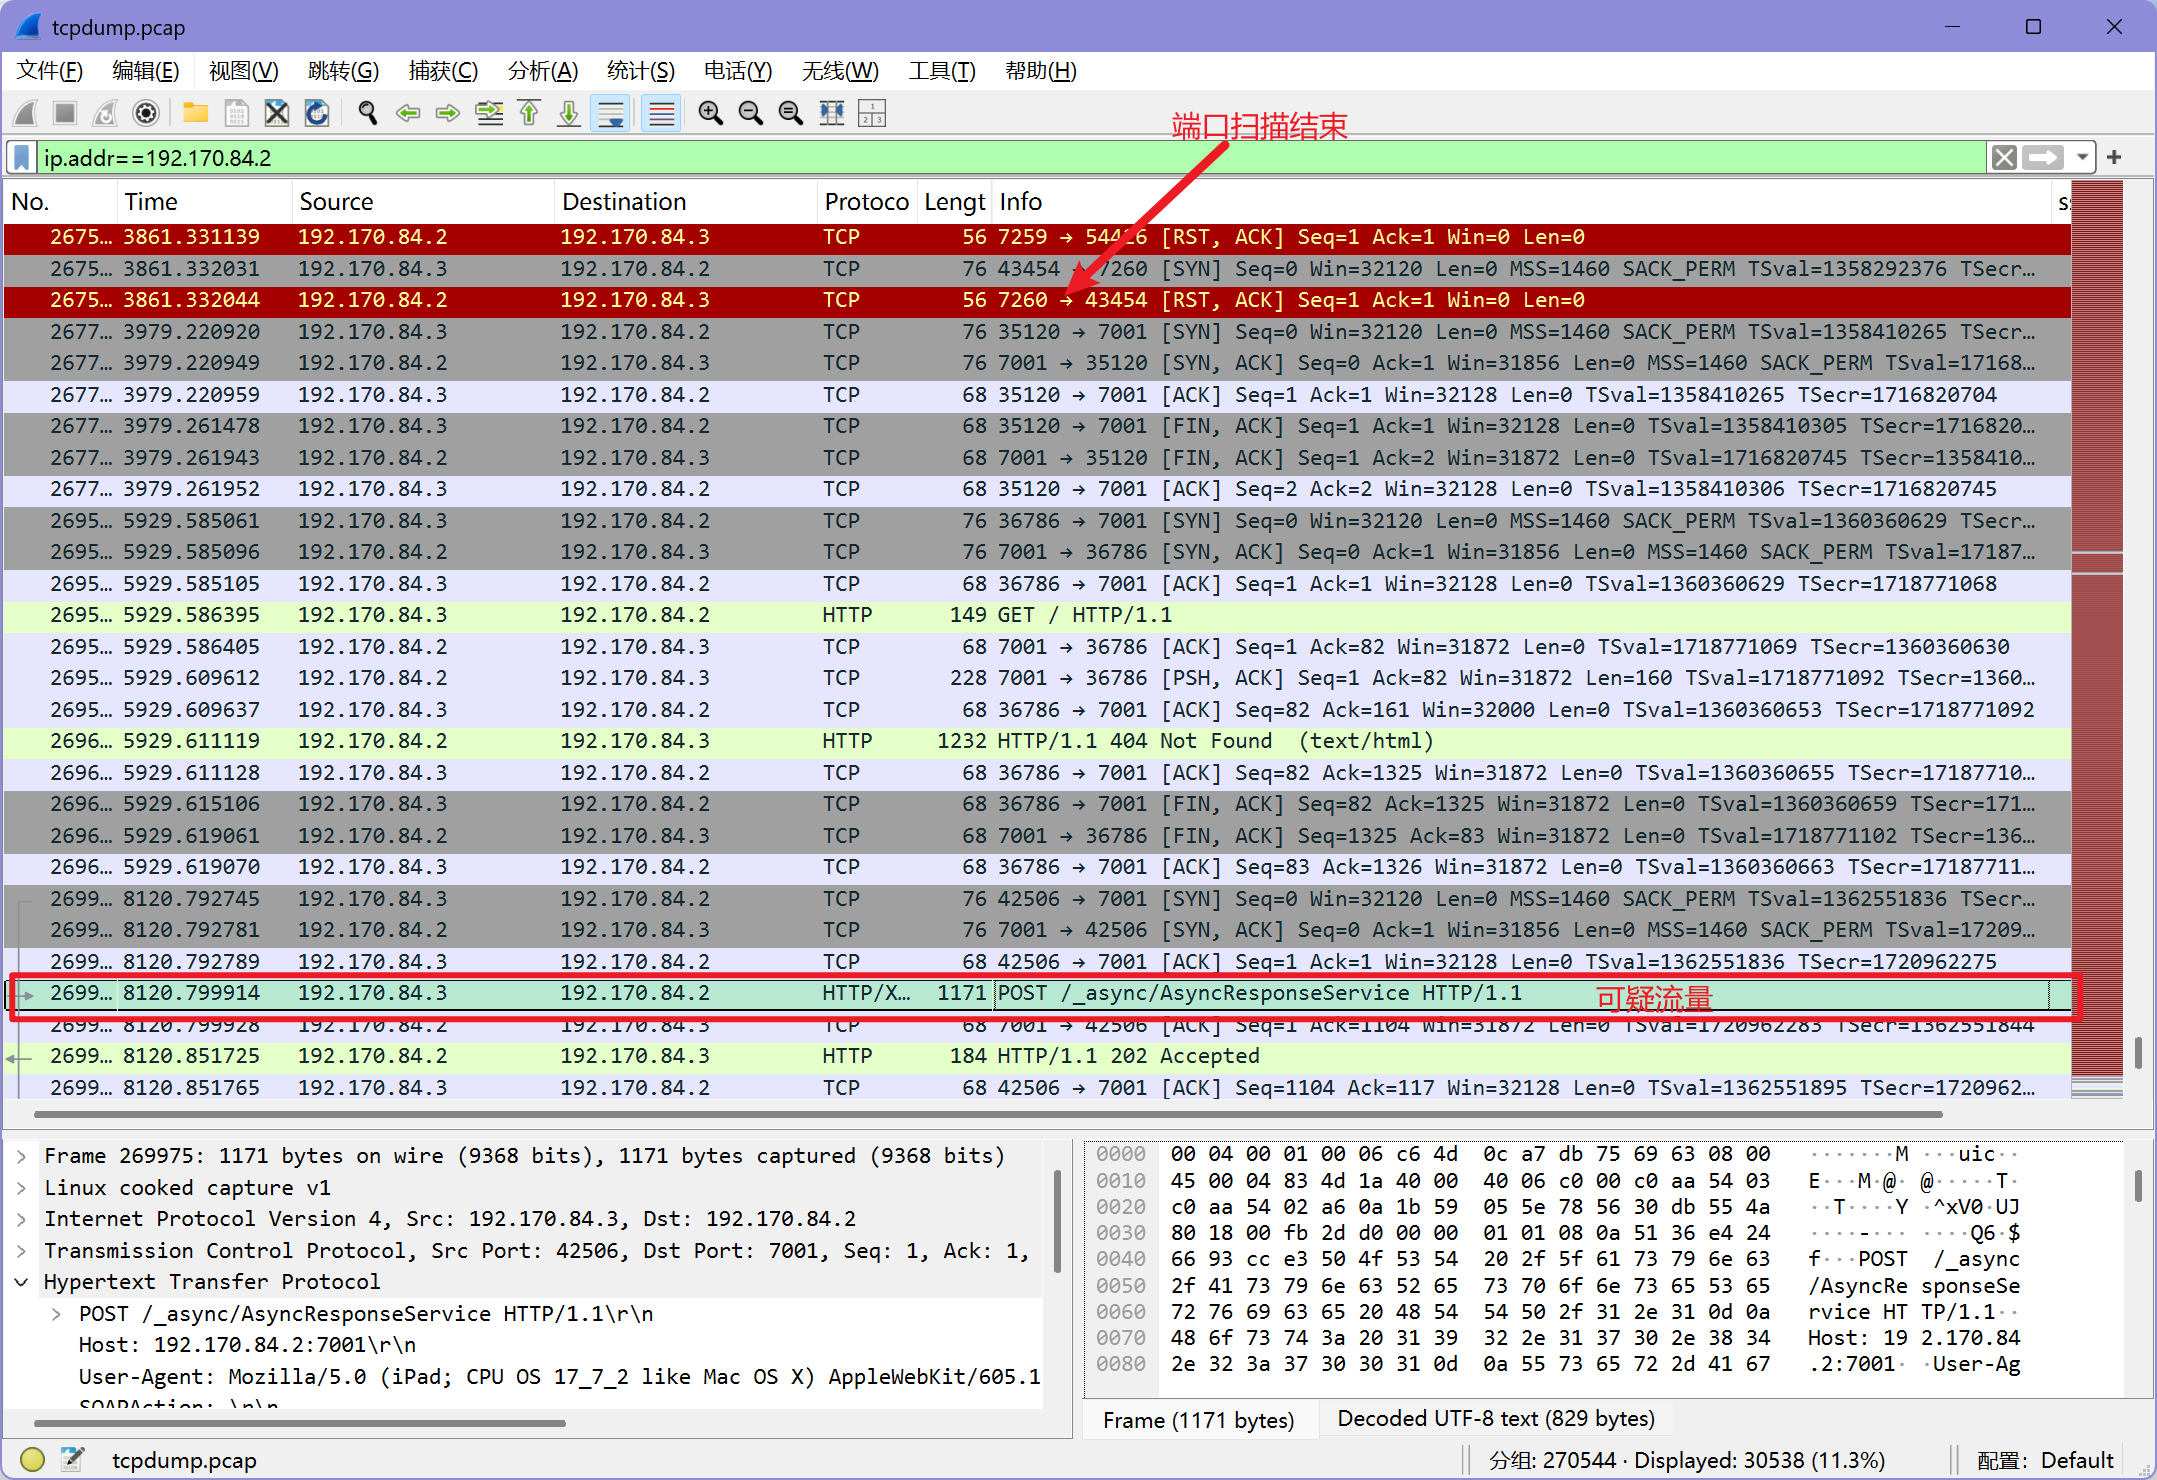 tcpdump.pcap
文件(F) 编辑(E) 视图(V) 跳转(G) 捕获(C) 分析(A) 统计(S) 电话(Y) 无线(W) 工具(T) 帮助(H)
端口扫描结束
ip.addr==192.170.84.2
No. Time Source Destination Protoco Lengt Info
2675… 3861.331139 192.170.84.2 192.170.84.3 TCP 56 7259 → 54426 [RST, ACK] Seq=1 Ack=1 Win=0 Len=0
2675… 3861.332031 192.170.84.3 192.170.84.2 TCP 76 43454 → 7260 [SYN] Seq=0 Win=32120 Len=0 MSS=1460 SACK_PERM TSval=1358292376 TSecr…
2675… 3861.332044 192.170.84.2 192.170.84.3 TCP 56 7260 → 43454 [RST, ACK] Seq=1 Ack=1 Win=0 Len=0
2677… 3979.220920 192.170.84.3 192.170.84.2 TCP 76 35120 → 7001 [SYN] Seq=0 Win=32120 Len=0 MSS=1460 SACK_PERM TSval=1358410265 TSecr…
2677… 3979.220949 192.170.84.2 192.170.84.3 TCP 76 7001 → 35120 [SYN, ACK] Seq=0 Ack=1 Win=31856 Len=0 MSS=1460 SACK_PERM TSval=17168…
2677… 3979.220959 192.170.84.3 192.170.84.2 TCP 68 35120 → 7001 [ACK] Seq=1 Ack=1 Win=32128 Len=0 TSval=1358410265 TSecr=1716820704
2677… 3979.261478 192.170.84.3 192.170.84.2 TCP 68 35120 → 7001 [FIN, ACK] Seq=1 Ack=1 Win=32128 Len=0 TSval=1358410305 TSecr=1716820…
2677… 3979.261943 192.170.84.2 192.170.84.3 TCP 68 7001 → 35120 [FIN, ACK] Seq=1 Ack=2 Win=31872 Len=0 TSval=1716820745 TSecr=1358410…
2677… 3979.261952 192.170.84.3 192.170.84.2 TCP 68 35120 → 7001 [ACK] Seq=2 Ack=2 Win=32128 Len=0 TSval=1358410306 TSecr=1716820745
2695… 5929.585061 192.170.84.3 192.170.84.2 TCP 76 36786 → 7001 [SYN] Seq=0 Win=32120 Len=0 MSS=1460 SACK_PERM TSval=1360360629 TSecr…
2695… 5929.585096 192.170.84.2 192.170.84.3 TCP 76 7001 → 36786 [SYN, ACK] Seq=0 Ack=1 Win=31856 Len=0 MSS=1460 SACK_PERM TSval=17187…
2695… 5929.585105 192.170.84.3 192.170.84.2 TCP 68 36786 → 7001 [ACK] Seq=1 Ack=1 Win=32128 Len=0 TSval=1360360629 TSecr=1718771068
2695… 5929.586395 192.170.84.3 192.170.84.2 HTTP 149 GET / HTTP/1.1
2695… 5929.586405 192.170.84.2 192.170.84.3 TCP 68 7001 → 36786 [ACK] Seq=1 Ack=82 Win=31872 Len=0 TSval=1718771069 TSecr=1360360630
2695… 5929.609612 192.170.84.2 192.170.84.3 TCP 228 7001 → 36786 [PSH, ACK] Seq=1 Ack=82 Win=31872 Len=160 TSval=1718771092 TSecr=1360…
2695… 5929.609637 192.170.84.3 192.170.84.2 TCP 68 36786 → 7001 [ACK] Seq=82 Ack=161 Win=32000 Len=0 TSval=1360360653 TSecr=1718771092
2696… 5929.611119 192.170.84.2 192.170.84.3 HTTP 1232 HTTP/1.1 404 Not Found (text/html)
2696… 5929.611128 192.170.84.3 192.170.84.2 TCP 68 36786 → 7001 [ACK] Seq=82 Ack=1325 Win=31872 Len=0 TSval=1360360655 TSecr=17187710…
2696… 5929.615106 192.170.84.3 192.170.84.2 TCP 68 36786 → 7001 [FIN, ACK] Seq=82 Ack=1325 Win=31872 Len=0 TSval=1360360659 TSecr=171…
2696… 5929.619061 192.170.84.2 192.170.84.3 TCP 68 7001 → 36786 [FIN, ACK] Seq=1325 Ack=83 Win=31872 Len=0 TSval=1718771102 TSecr=136…
2696… 5929.619070 192.170.84.3 192.170.84.2 TCP 68 36786 → 7001 [ACK] Seq=83 Ack=1326 Win=31872 Len=0 TSval=1360360663 TSecr=17187711…
2699… 8120.792745 192.170.84.3 192.170.84.2 TCP 76 42506 → 7001 [SYN] Seq=0 Win=32120 Len=0 MSS=1460 SACK_PERM TSval=1362551836 TSecr…
2699… 8120.792781 192.170.84.2 192.170.84.3 TCP 76 7001 → 42506 [SYN, ACK] Seq=0 Ack=1 Win=31856 Len=0 MSS=1460 SACK_PERM TSval=17209…
2699… 8120.792789 192.170.84.3 192.170.84.2 TCP 68 42506 → 7001 [ACK] Seq=1 Ack=1 Win=32128 Len=0 TSval=1362551836 TSecr=1720962275
2699… 8120.799914 192.170.84.3 192.170.84.2 HTTP/X… 1171 POST /_async/AsyncResponseService HTTP/1.1 可疑流量
2699… 8120.799928 192.170.84.2 192.170.84.3 TCP 68 7001 → 42506 [ACK] Seq=1 Ack=1104 Win=31872 Len=0 TSval=1720962283 TSecr=1362551844
2699… 8120.851725 192.170.84.2 192.170.84.3 HTTP 184 HTTP/1.1 202 Accepted
2699… 8120.851765 192.170.84.3 192.170.84.2 TCP 68 42506 → 7001 [ACK] Seq=1104 Ack=117 Win=32128 Len=0 TSval=1362551895 TSecr=1720962…
Frame 269975: 1171 bytes on wire (9368 bits), 1171 bytes captured (9368 bits)
Linux cooked capture v1
Internet Protocol Version 4, Src: 192.170.84.3, Dst: 192.170.84.2
Transmission Control Protocol, Src Port: 42506, Dst Port: 7001, Seq: 1, Ack: 1,
Hypertext Transfer Protocol
POST /_async/AsyncResponseService HTTP/1.1\r\n
Host: 192.170.84.2:7001\r\n
User-Agent: Mozilla/5.0 (iPad; CPU OS 17_7_2 like Mac OS X) AppleWebKit/605.1
SOAPAction: \r\n
0000 00 04 00 01 00 06 c6 4d 0c a7 db 75 69 63 08 00 ·······M ···uic··
0010 45 00 04 83 4d 1a 40 00 40 06 c0 00 c0 aa 54 03 E···M·@· @·····T·
0020 c0 aa 54 02 a6 0a 1b 59 05 5e 78 56 30 db 55 4a ··T····Y ·^xV0·UJ
0030 80 18 00 fb 2d d0 00 00 01 01 08 0a 51 36 e4 24 ····-··· ····Q6·$
0040 66 93 cc e3 50 4f 53 54 20 2f 5f 61 73 79 6e 63 f···POST /_async
0050 2f 41 73 79 6e 63 52 65 73 70 6f 6e 73 65 53 65 /AsyncRe sponseSe
0060 72 76 69 63 65 20 48 54 54 50 2f 31 2e 31 0d 0a rvice HT TP/1.1··
0070 48 6f 73 74 3a 20 31 39 32 2e 31 37 30 2e 38 34 Host: 19 2.170.84
0080 2e 32 3a 37 30 30 31 0d 0a 55 73 65 72 2d 41 67 .2:7001· ·User-Ag
Frame (1171 bytes) Decoded UTF-8 text (829 bytes)
tcpdump.pcap 分组: 270544 · Displayed: 30538 (11.3%) 配置: Default